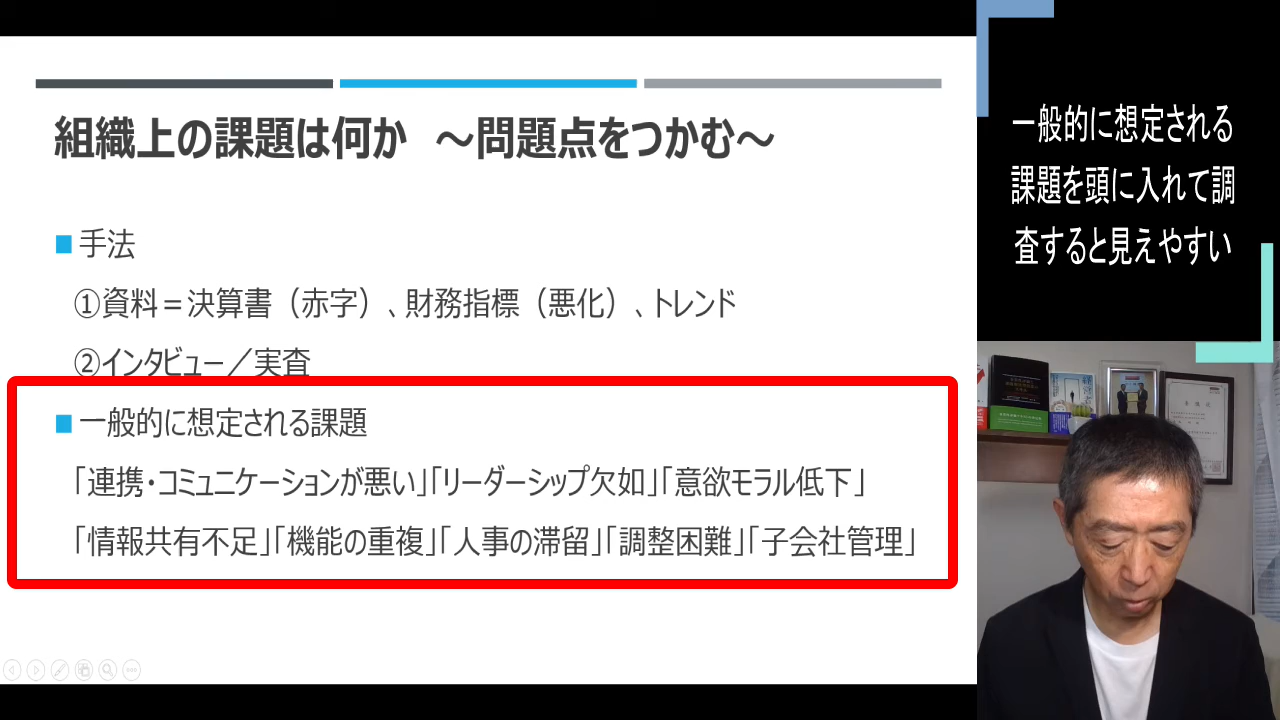 組織上の課題は何か ～問題点をつかむ～
■手法
①資料＝決算書（赤字）、財務指標（悪化）、トレンド
②インタビュー／実査
■一般的に想定される課題
「連携・コミュニケーションが悪い」「リーダーシップ欠如」「意欲モラル低下」
「情報共有不足」「機能の重複」「人事の滞留」「調整困難」「子会社管理」
一般的に想定される
課題を頭に入れて調
査すると見えやすい